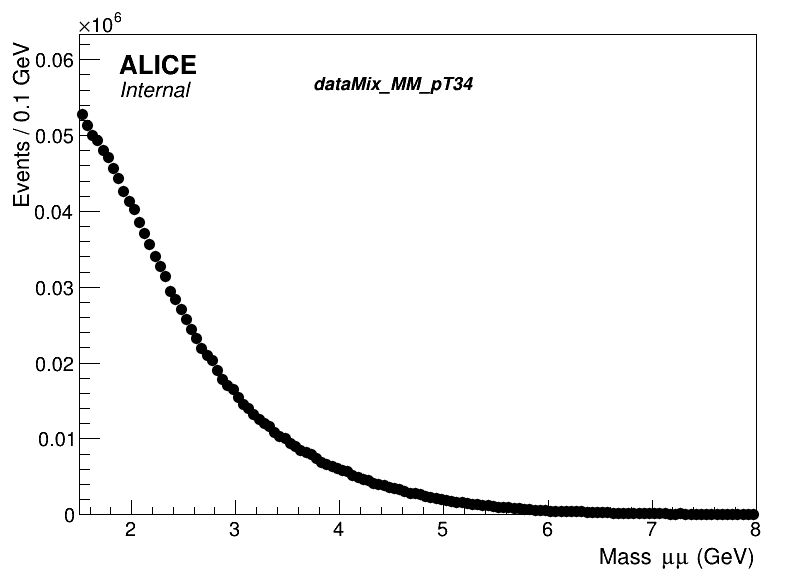 ×10⁶
Events / 0.1 GeV
ALICE
Internal
dataMix_MM_pT34
0.06
0.05
0.04
0.03
0.02
0.01
0
2 3 4 5 6 7 8
Mass μμ (GeV)